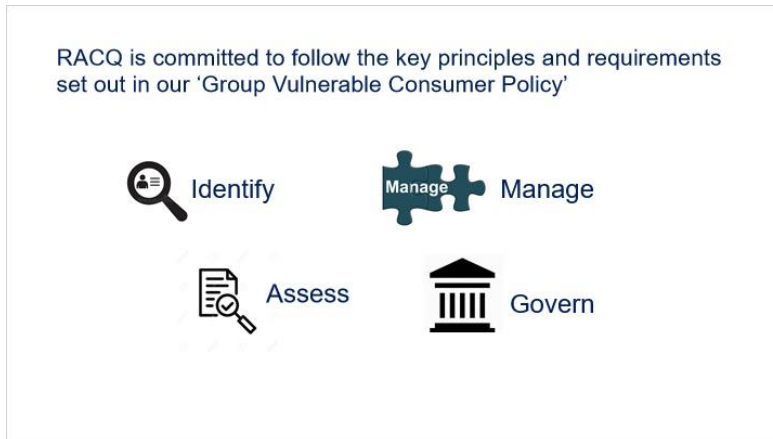 RACQ is committed to follow the key principles and requirements
set out in our ‘Group Vulnerable Consumer Policy’
Identify
Manage
Manage
Assess
Govern